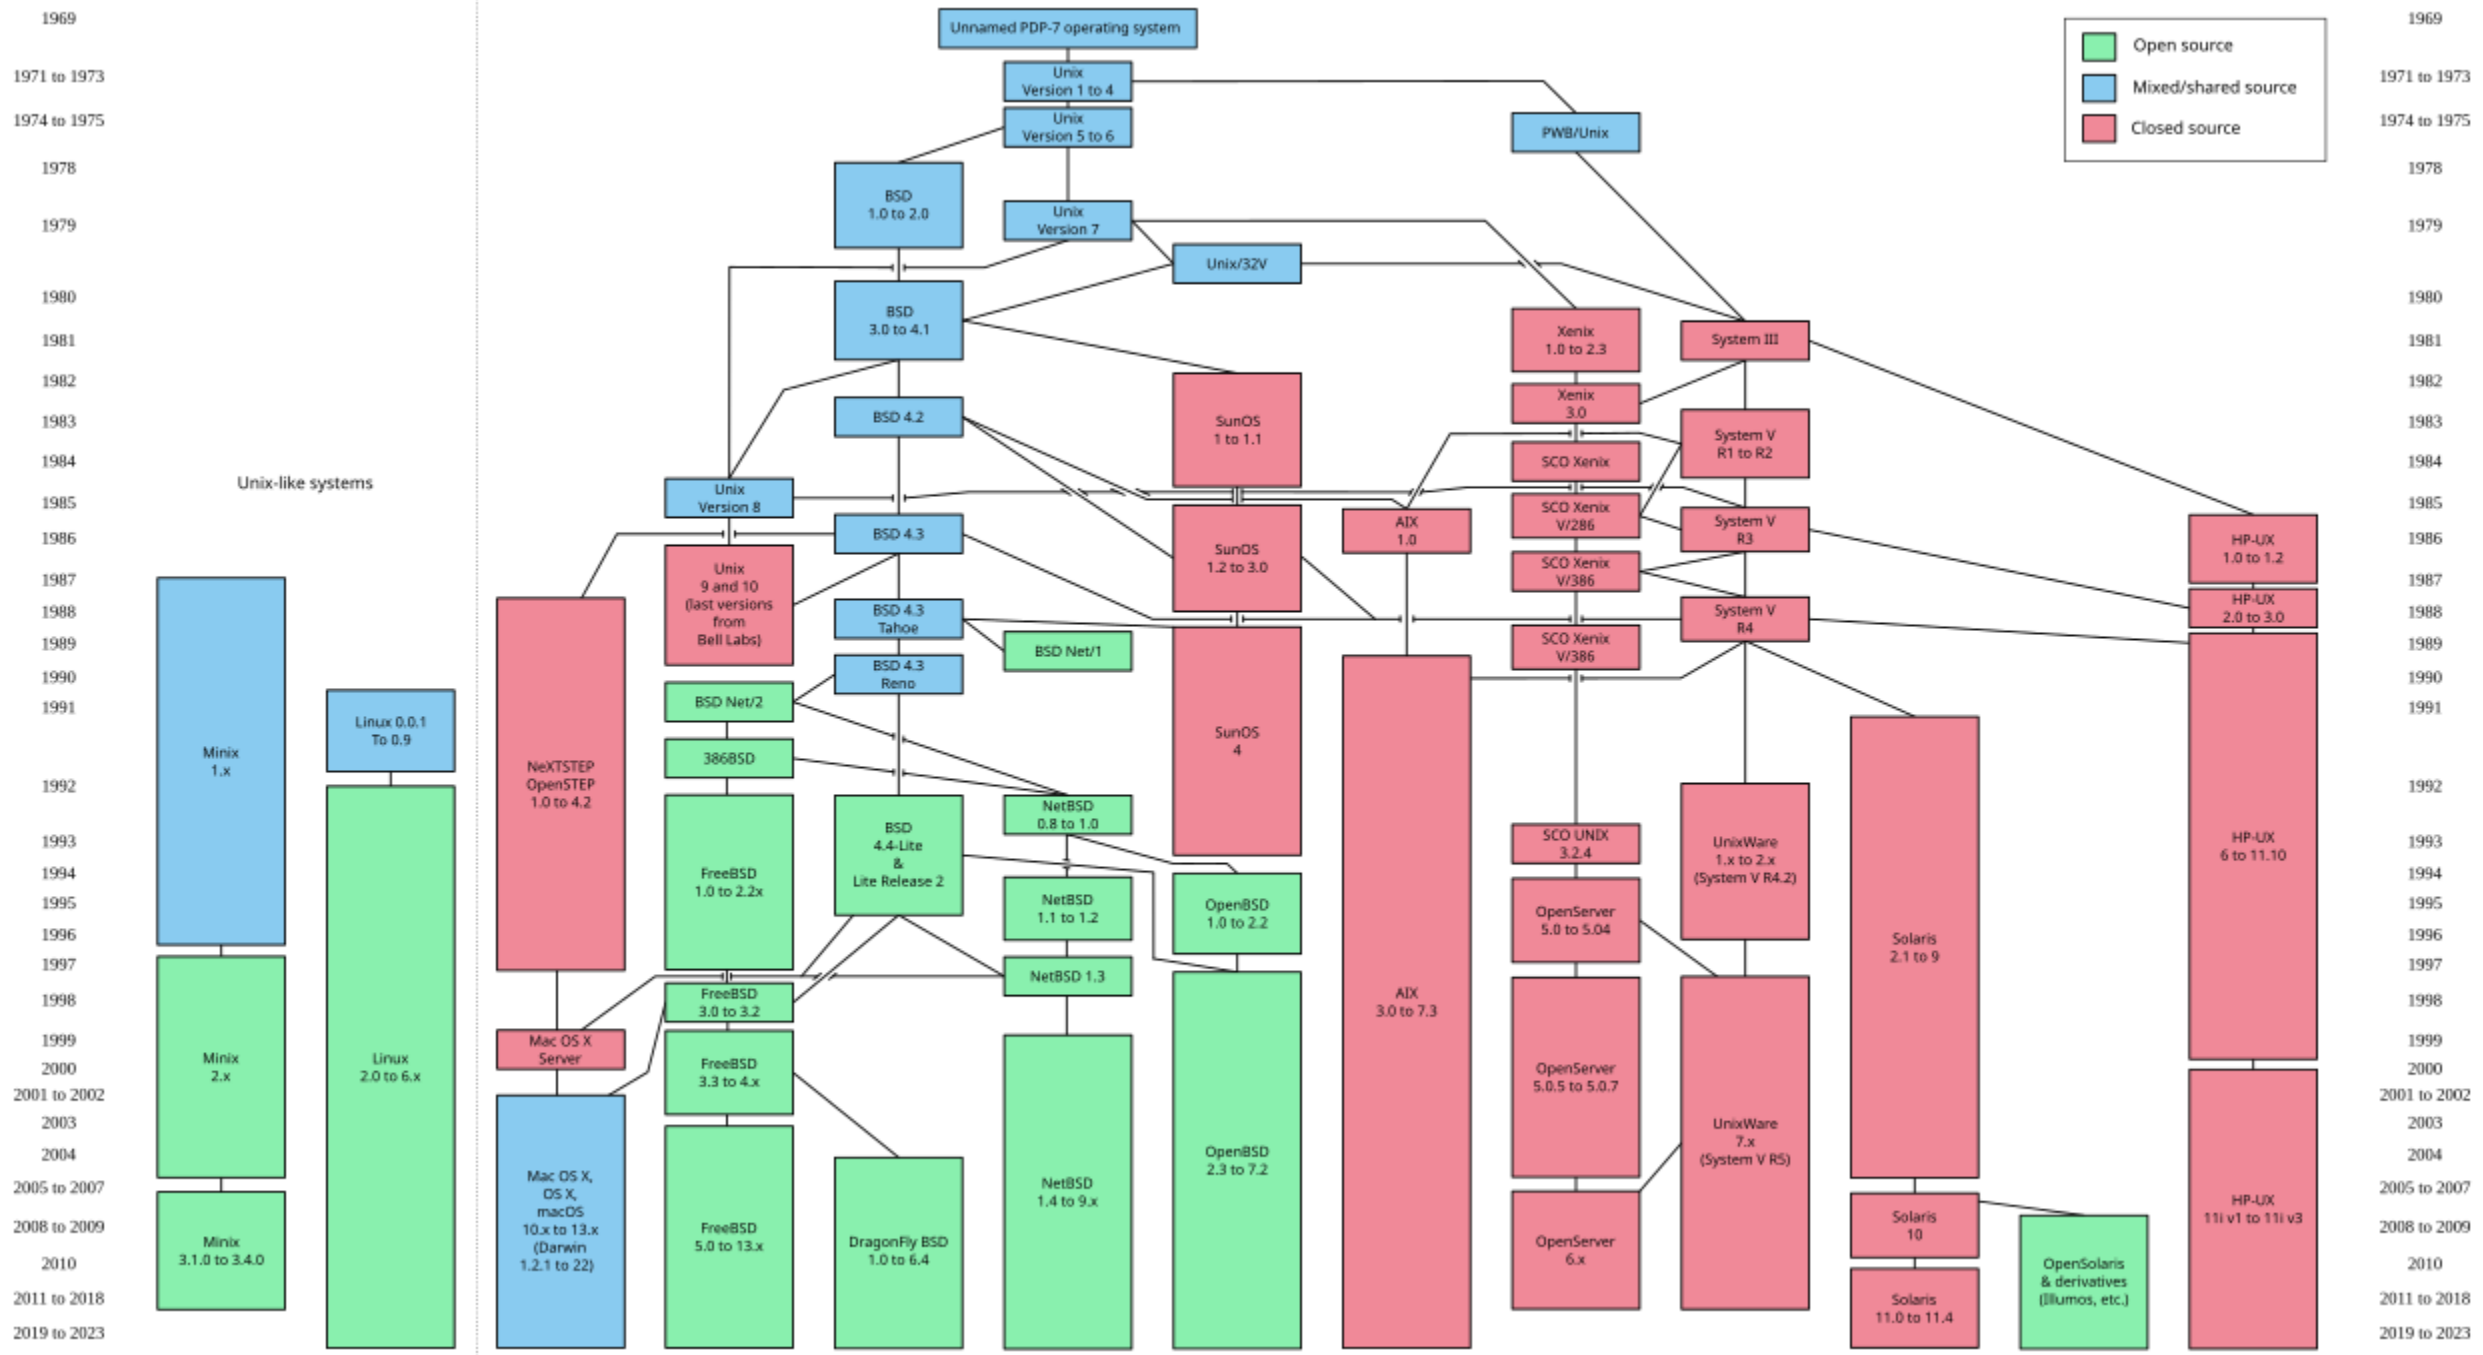 1969
1971 to 1973
1974 to 1975
1978
1979
1980
1981
1982
1983
1984
1985
1986
1987
1988
1989
1990
1991
1992
1993
1994
1995
1996
1997
1998
1999
2000
2001 to 2002
2003
2004
2005 to 2007
2008 to 2009
2010
2011 to 2018
2019 to 2023
Unix-like systems
Minix
1.x
Minix
2.x
Minix
3.1.0 to 3.4.0
Linux 0.0.1
To 0.9
Linux
2.0 to 6.x
Unnamed PDP-7 operating system
Unix
Version 1 to 4
Unix
Version 5 to 6
PWB/Unix
BSD
1.0 to 2.0
Unix
Version 7
Unix/32V
BSD
3.0 to 4.1
Xenix
1.0 to 2.3
System III
Xenix
3.0
BSD 4.2
SunOS
1 to 1.1
System V
R1 to R2
SCO Xenix
Unix
Version 8
SCO Xenix
V/286
AIX
1.0
System V
R3
BSD 4.3
SunOS
1.2 to 3.0
HP-UX
1.0 to 1.2
Unix
9 and 10
(last versions
from
Bell Labs)
SCO Xenix
V/386
HP-UX
2.0 to 3.0
BSD 4.3
Tahoe
System V
R4
BSD Net/1
SCO Xenix
V/386
BSD 4.3
Reno
BSD Net/2
386BSD
SunOS
4
NeXTSTEP
OpenSTEP
1.0 to 4.2
FreeBSD
1.0 to 2.2x
BSD
4.4-Lite
&
Lite Release 2
NetBSD
0.8 to 1.0
SCO UNIX
3.2.4
UnixWare
1.x to 2.x
(System V R4.2)
HP-UX
6 to 11.10
NetBSD
1.1 to 1.2
OpenBSD
1.0 to 2.2
OpenServer
5.0 to 5.04
Solaris
2.1 to 9
NetBSD 1.3
FreeBSD
3.0 to 3.2
AIX
3.0 to 7.3
Mac OS X
Server
FreeBSD
3.3 to 4.x
OpenServer
5.0.5 to 5.0.7
UnixWare
7.x
(System V R5)
Mac OS X,
OS X,
macOS
10.x to 13.x
(Darwin
1.2.1 to 22)
FreeBSD
5.0 to 13.x
DragonFly BSD
1.0 to 6.4
NetBSD
1.4 to 9.x
OpenBSD
2.3 to 7.2
OpenServer
6.x
Solaris
10
Solaris
11.0 to 11.4
OpenSolaris
& derivatives
(Illumos, etc.)
HP-UX
11i v1 to 11i v3
Open source
Mixed/shared source
Closed source
1969
1971 to 1973
1974 to 1975
1978
1979
1980
1981
1982
1983
1984
1985
1986
1987
1988
1989
1990
1991
1992
1993
1994
1995
1996
1997
1998
1999
2000
2001 to 2002
2003
2004
2005 to 2007
2008 to 2009
2010
2011 to 2018
2019 to 2023